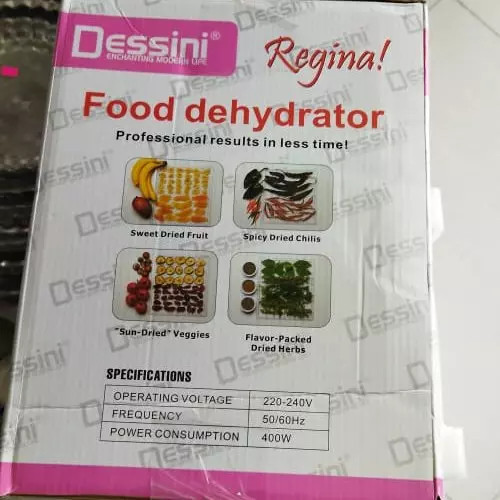 Dessini®
ENCHANTING MODERN LIFE
Regina!
Food dehydrator
Professional results in less time!
Sweet Dried Fruit
Spicy Dried Chilis
"Sun-Dried" Veggies
Flavor-Packed
Dried Herbs
SPECIFICATIONS
OPERATING VOLTAGE 220-240V
FREQUENCY 50/60Hz
POWER CONSUMPTION 400W